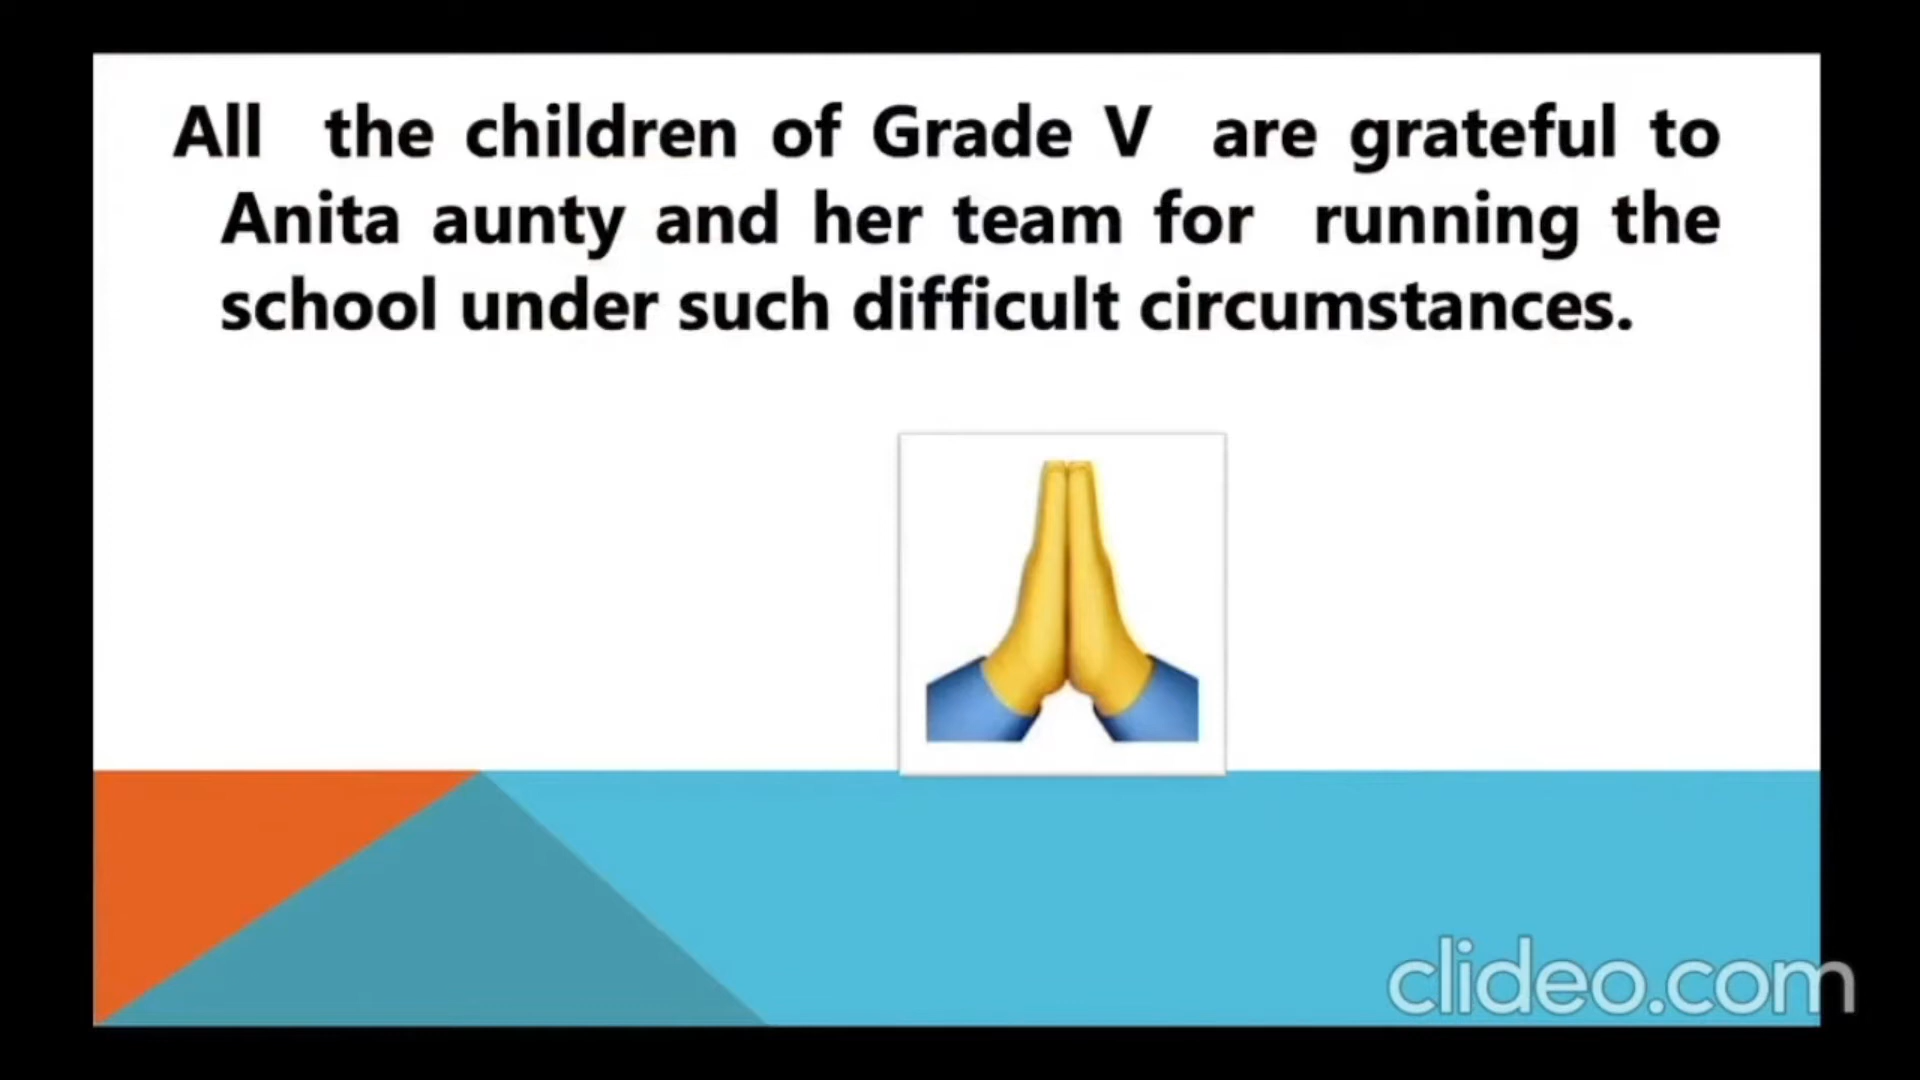 All the children of Grade V are grateful to
Anita aunty and her team for running the
school under such difficult circumstances.
clideo.com